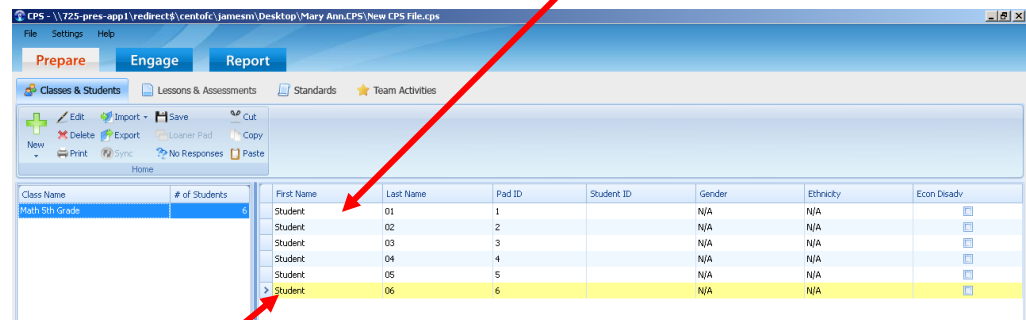 CPS - \\725-pres-app1\redirect$\centofc\jamesm\Desktop\Mary Ann.CPS\New CPS File.cps
File Settings Help
Prepare Engage Report
Classes & Students Lessons & Assessments Standards Team Activities
New Edit Import Save Cut
Delete Export Loaner Pad Copy
Print Sync No Responses Paste
Home
Class Name # of Students First Name Last Name Pad ID Student ID Gender Ethnicity Econ Disadv
Math 5th Grade 6 Student 01 1 N/A N/A
Student 02 2 N/A N/A
Student 03 3 N/A N/A
Student 04 4 N/A N/A
Student 05 5 N/A N/A
Student 06 6 N/A N/A